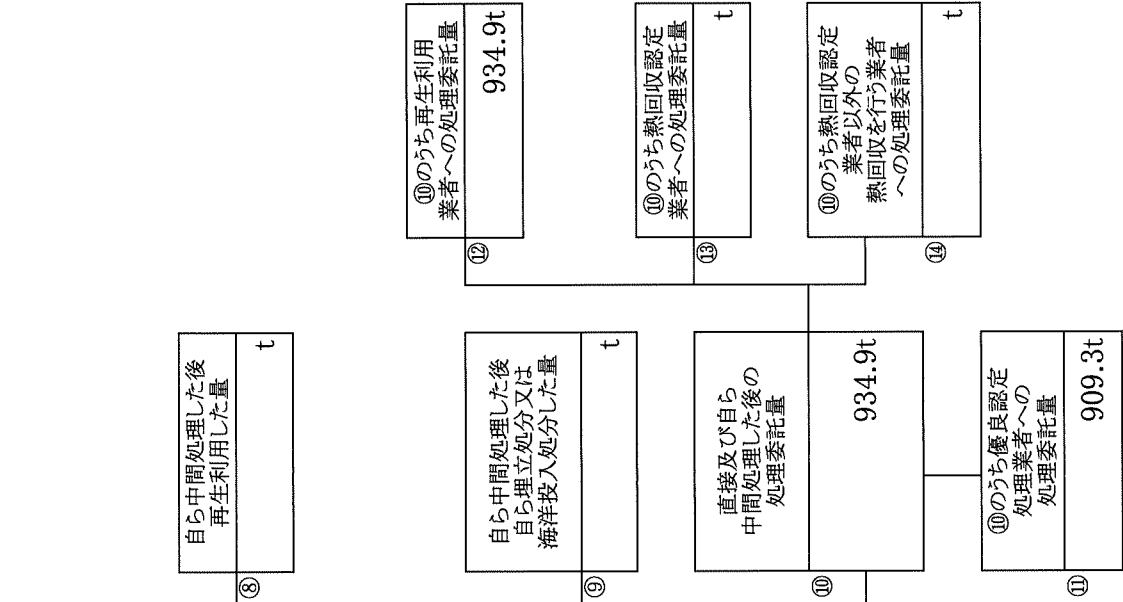 ⑧
自ら中間処理した後
再生利用した量
t
⑨
自ら中間処理した後
自ら埋立処分又は
海洋投入処分した量
t
⑩
直接及び自ら
中間処理した後の
処理委託量
934.9t
⑪
⑩のうち優良認定
処理業者への
処理委託量
909.3t
⑫
⑩のうち再生利用
業者への処理委託量
934.9t
⑬
⑩のうち熱回収認定
業者への処理委託量
t
⑭
⑩のうち熱回収認定
業者以外の
熱回収を行う業者
への処理委託量
t